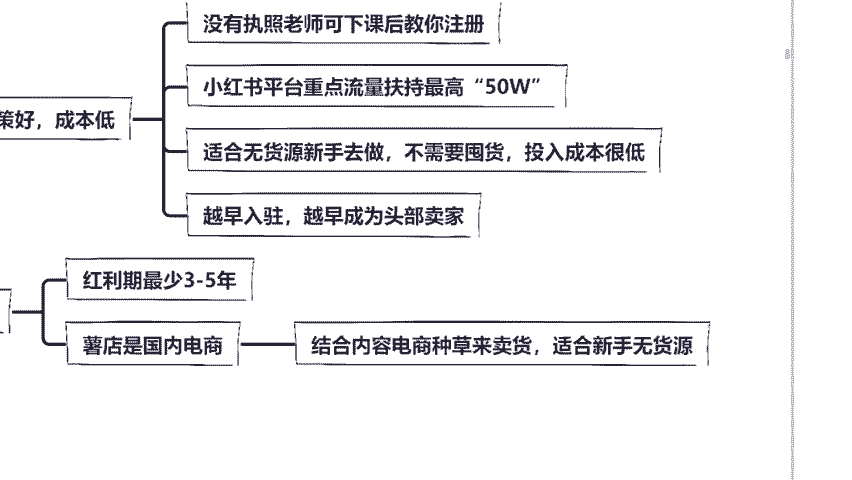 没有执照老师可下课后教你注册
小红书平台重点流量扶持最高“50W”
策好，成本低
适合无货源新手去做，不需要囤货，投入成本很低
越早入驻，越早成为头部卖家
红利期最少3-5年
薯店是国内电商
结合内容电商种草来卖货，适合新手无货源